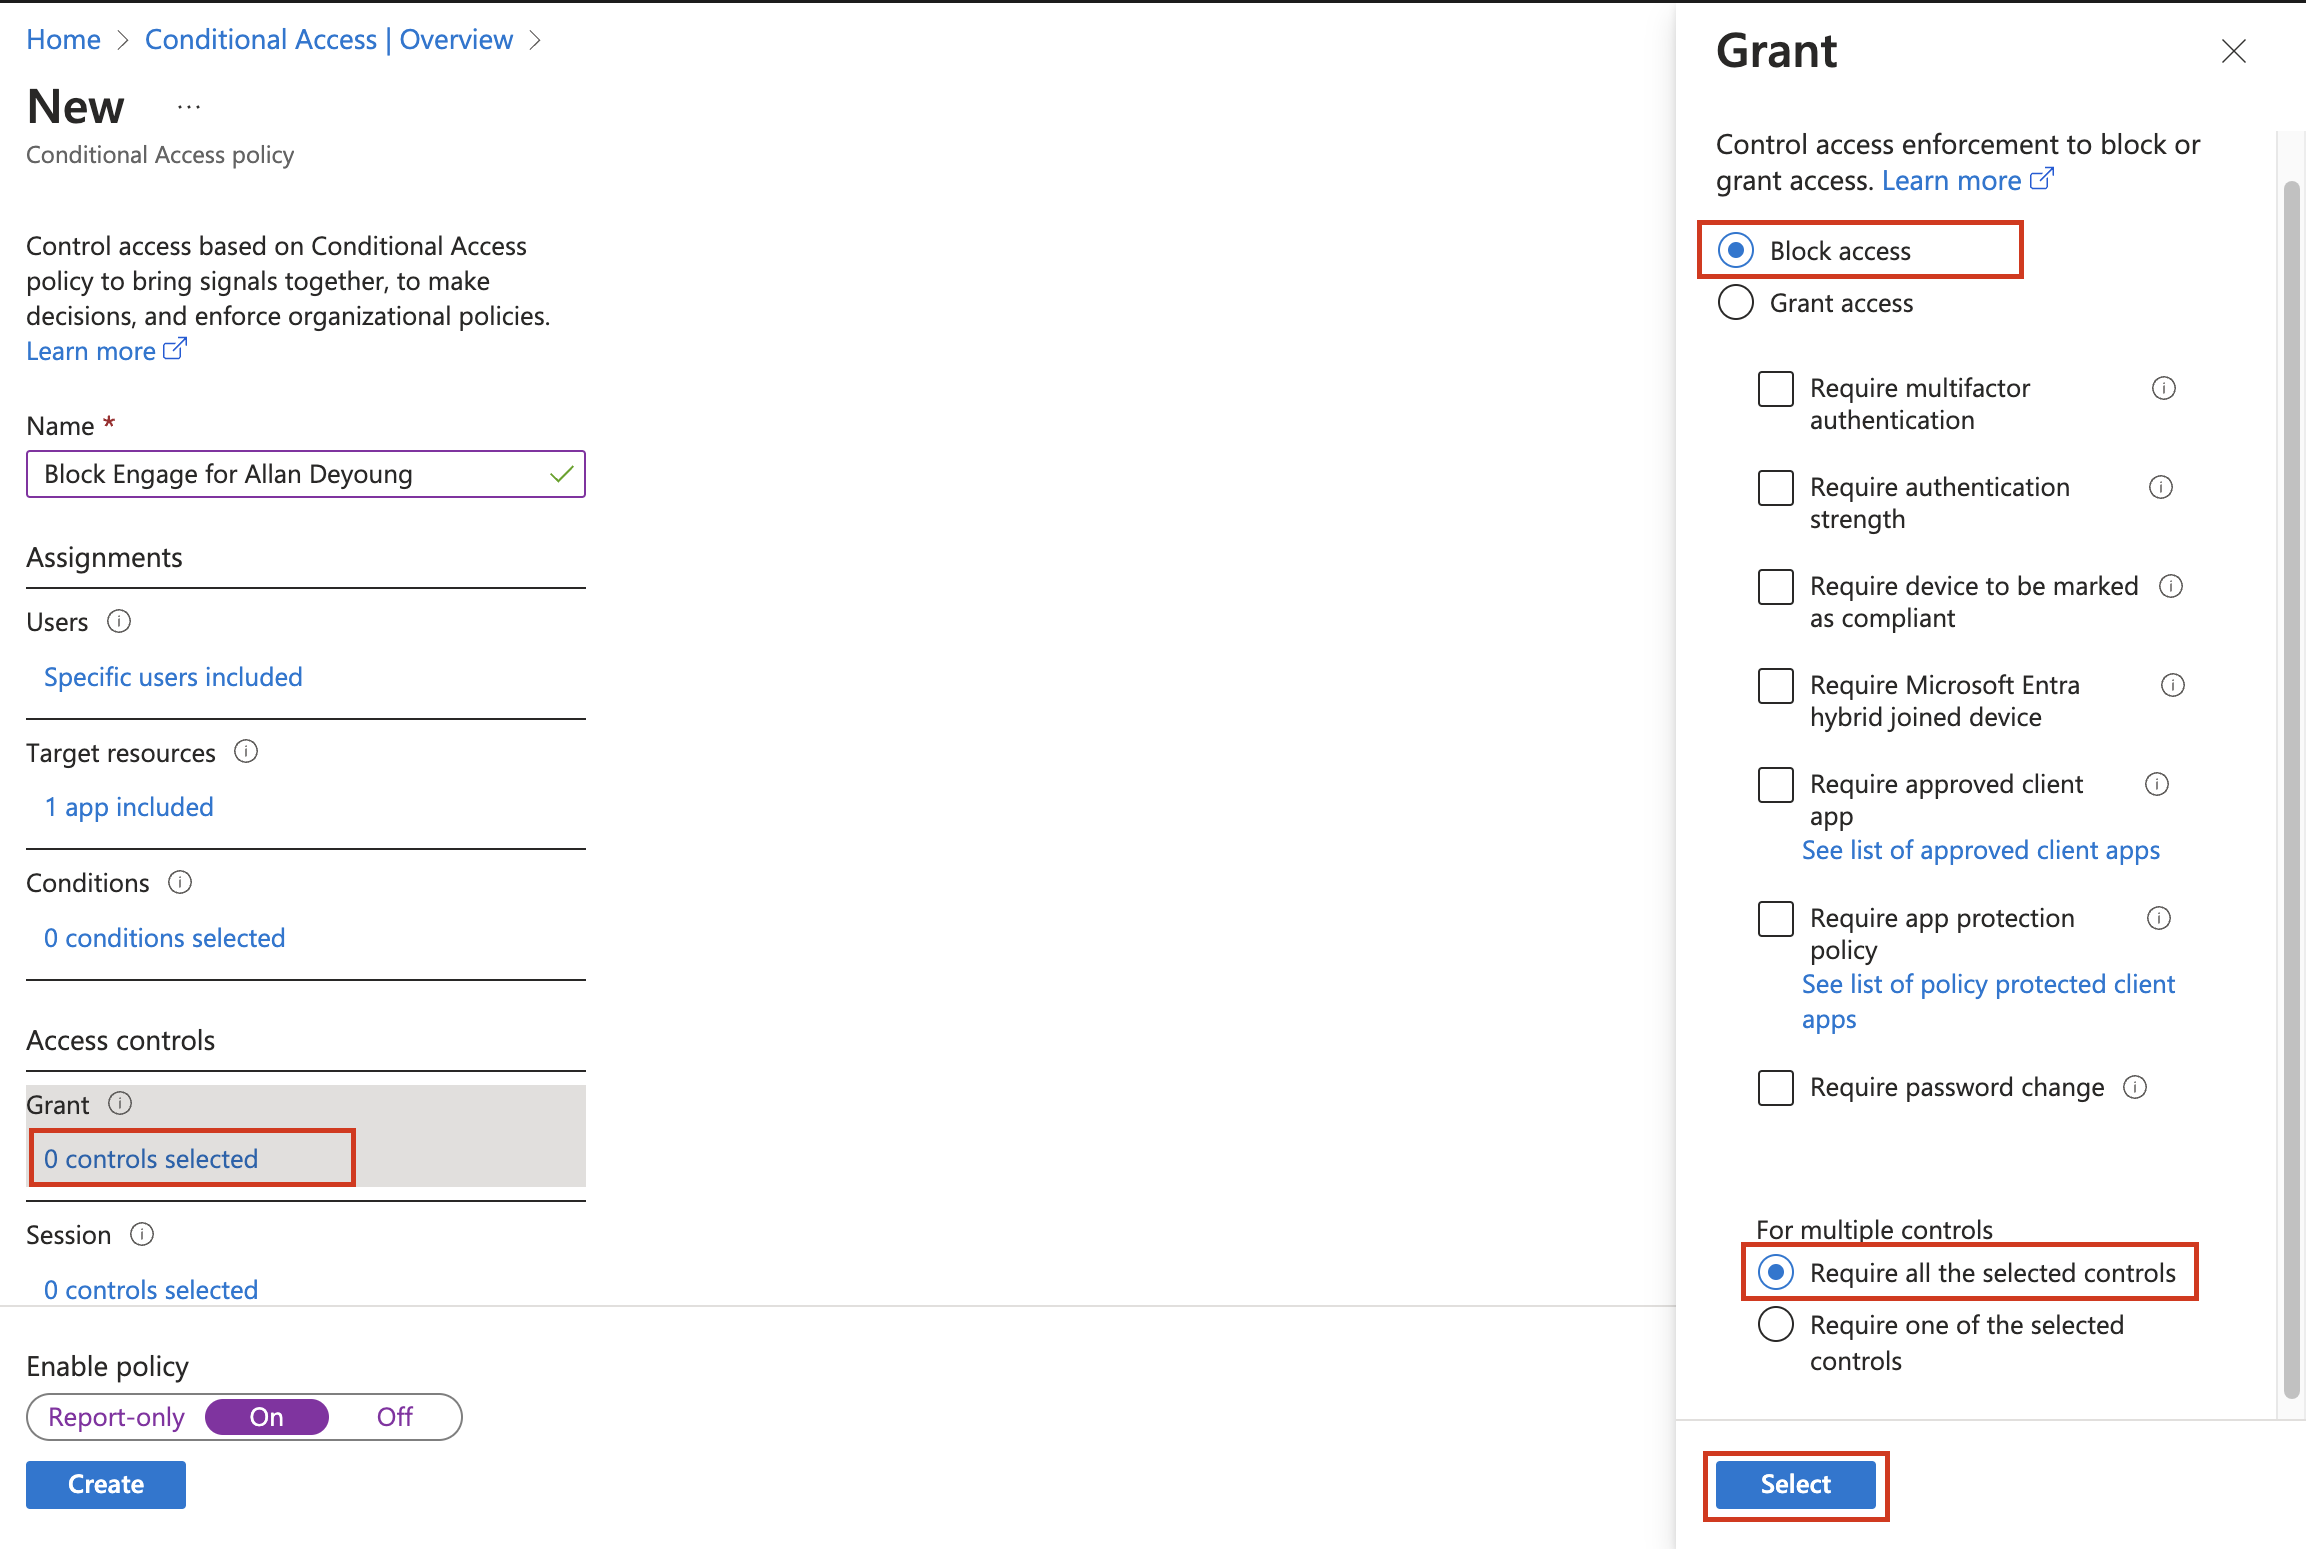 Home > Conditional Access | Overview >
New ...
Conditional Access policy
Control access based on Conditional Access
policy to bring signals together, to make
decisions, and enforce organizational policies.
Learn more
Name *
Block Engage for Allan Deyoung
Assignments
Users
Specific users included
Target resources
1 app included
Conditions
0 conditions selected
Access controls
Grant
0 controls selected
Session
0 controls selected
Enable policy
Report-only On Off
Create
Grant
Control access enforcement to block or
grant access. Learn more
Block access
Grant access
Require multifactor
authentication
Require authentication
strength
Require device to be marked
as compliant
Require Microsoft Entra
hybrid joined device
Require approved client
app
See list of approved client apps
Require app protection
policy
See list of policy protected client
apps
Require password change
For multiple controls
Require all the selected controls
Require one of the selected
controls
Select